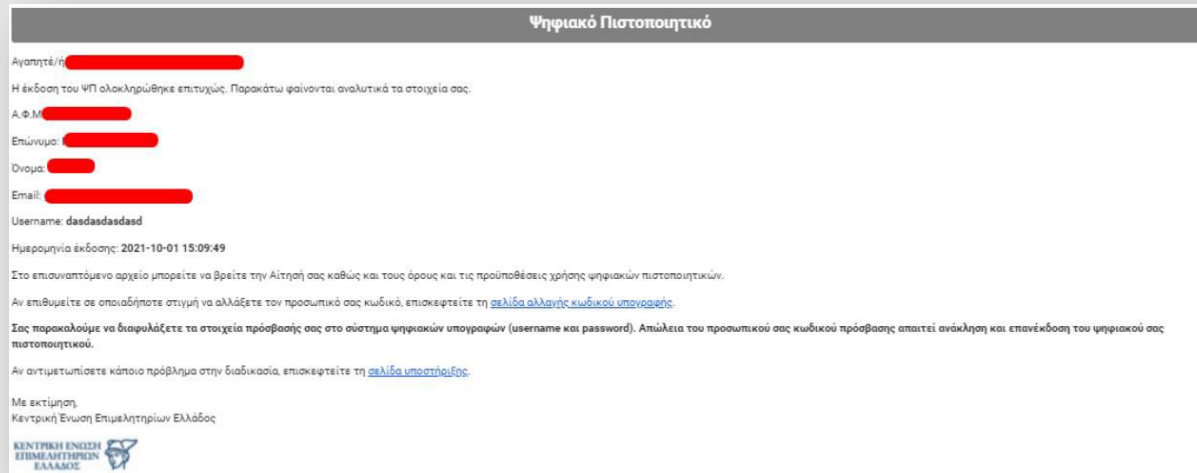 Ψηφιακό Πιστοποιητικό
Αγαπητέ/ή
Η έκδοση του ΨΠ ολοκληρώθηκε επιτυχώς. Παρακάτω φαίνονται αναλυτικά τα στοιχεία σας.
Α.Φ.Μ
Επώνυμο:
Όνομα:
Email:
Username: dasdasdasdasd
Ημερομηνία έκδοσης: 2021-10-01 15:09:49
Στο επισυναπτόμενο αρχείο μπορείτε να βρείτε την Αίτησή σας καθώς και τους όρους και τις προϋποθέσεις χρήσης ψηφιακών πιστοποιητικών.
Αν επιθυμείτε σε οποιαδήποτε στιγμή να αλλάξετε τον προσωπικό σας κωδικό, επισκεφτείτε τη σελίδα αλλαγής κωδικού υπογραφής.
Σας παρακαλούμε να διαφυλάξετε τα στοιχεία πρόσβασής σας στο σύστημα ψηφιακών υπογραφών (username και password). Απώλεια του προσωπικού σας κωδικού πρόσβασης απαιτεί ανάκληση και επανέκδοση του ψηφιακού σας
πιστοποιητικού.
Αν αντιμετωπίσετε κάποιο πρόβλημα στην διαδικασία, επισκεφτείτε τη σελίδα υποστήριξης.
Με εκτίμηση,
Κεντρική Ένωση Επιμελητηρίων Ελλάδος
ΚΕΝΤΡΙΚΗ ΕΝΩΣΗ
ΕΠΙΜΕΛΗΤΗΡΙΩΝ
ΕΛΛΑΔΟΣ